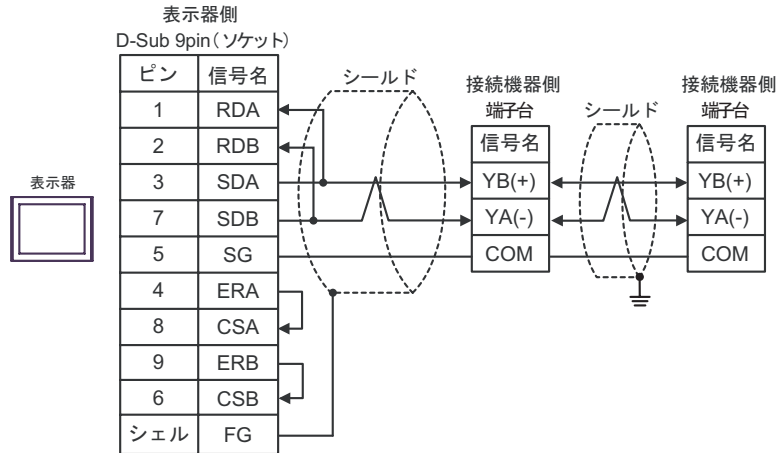 表示器側
D-Sub 9pin(ソケット)
ピン 信号名
1 RDA
2 RDB
3 SDA
7 SDB
5 SG
4 ERA
8 CSA
9 ERB
6 CSB
シェル FG
表示器
シールド
接続機器側
端子台
信号名
YB(+)
YA(-)
COM
シールド
接続機器側
端子台
信号名
YB(+)
YA(-)
COM